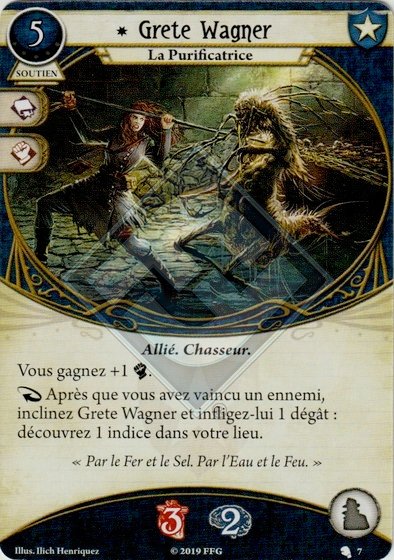 5
SOUTIEN
* Grete Wagner
La Purificatrice
Allié. Chasseur.
Vous gagnez +1 .
Après que vous avez vaincu un ennemi,
inclinez Grete Wagner et infligez-lui 1 dégât :
découvrez 1 indice dans votre lieu.
« Par le Fer et le Sel. Par l'Eau et le Feu. »
3
2
Illus. Ilich Henriquez
© 2019 FFG
7